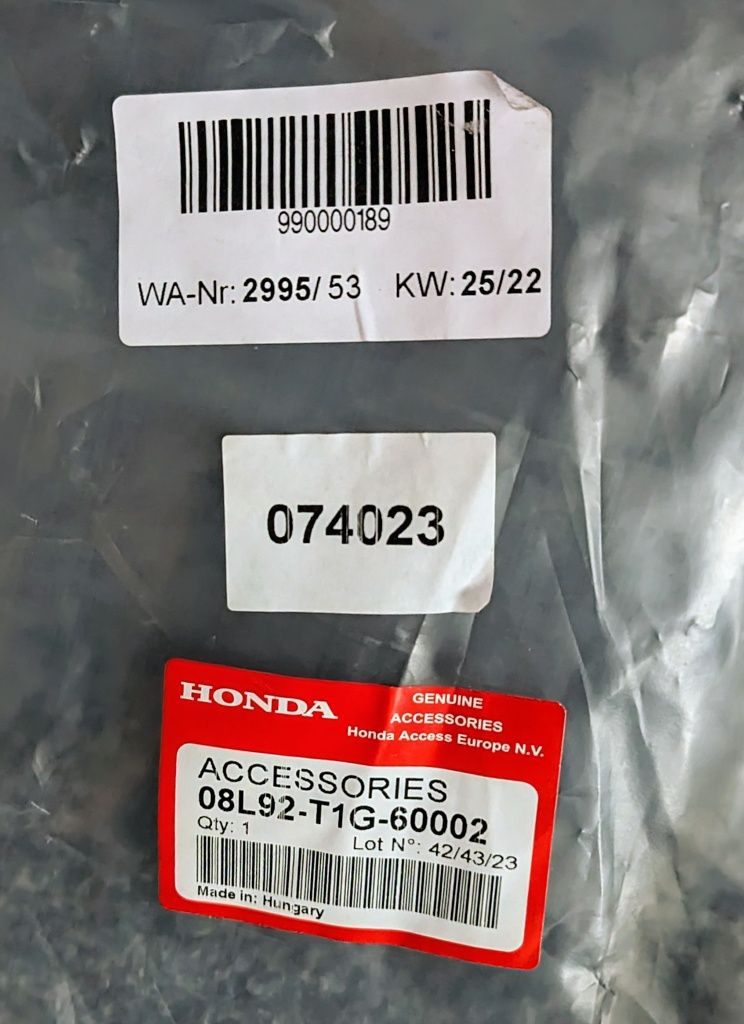 990000189
WA-Nr: 2995/ 53 KW: 25/22
074023
HONDA
GENUINE
ACCESSORIES
Honda Access Europe N.V.
ACCESSORIES
08L92-T1G-60002
Qty: 1
Lot N°: 42/43/23
Made in: Hungary